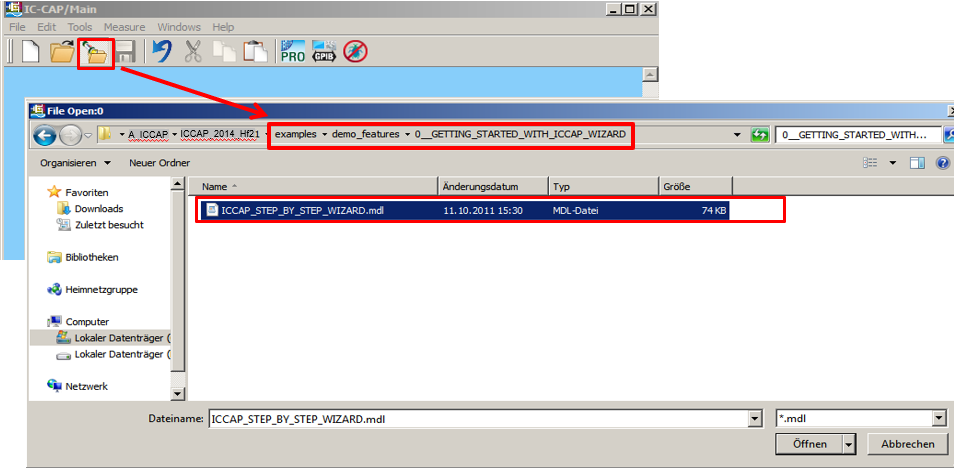 IC-CAP/Main
File Edit Tools Measure Windows Help
PRO GPIB
File Open:0
A_ICCAP ICCAP_2014_Hf21 examples demo_features 0__GETTING_STARTED_WITH_ICCAP_WIZARD 0__GETTING_STARTED_WITH...
Organisieren Neuer Ordner
Name Änderungsdatum Typ Größe
ICCAP_STEP_BY_STEP_WIZARD.mdl 11.10.2011 15:30 MDL-Datei 74 KB
Favoriten
Downloads
Zuletzt besucht
Bibliotheken
Heimnetzgruppe
Computer
Lokaler Datenträger (
Lokaler Datenträger (
Netzwerk
Dateiname: ICCAP_STEP_BY_STEP_WIZARD.mdl *.mdl
Öffnen Abbrechen